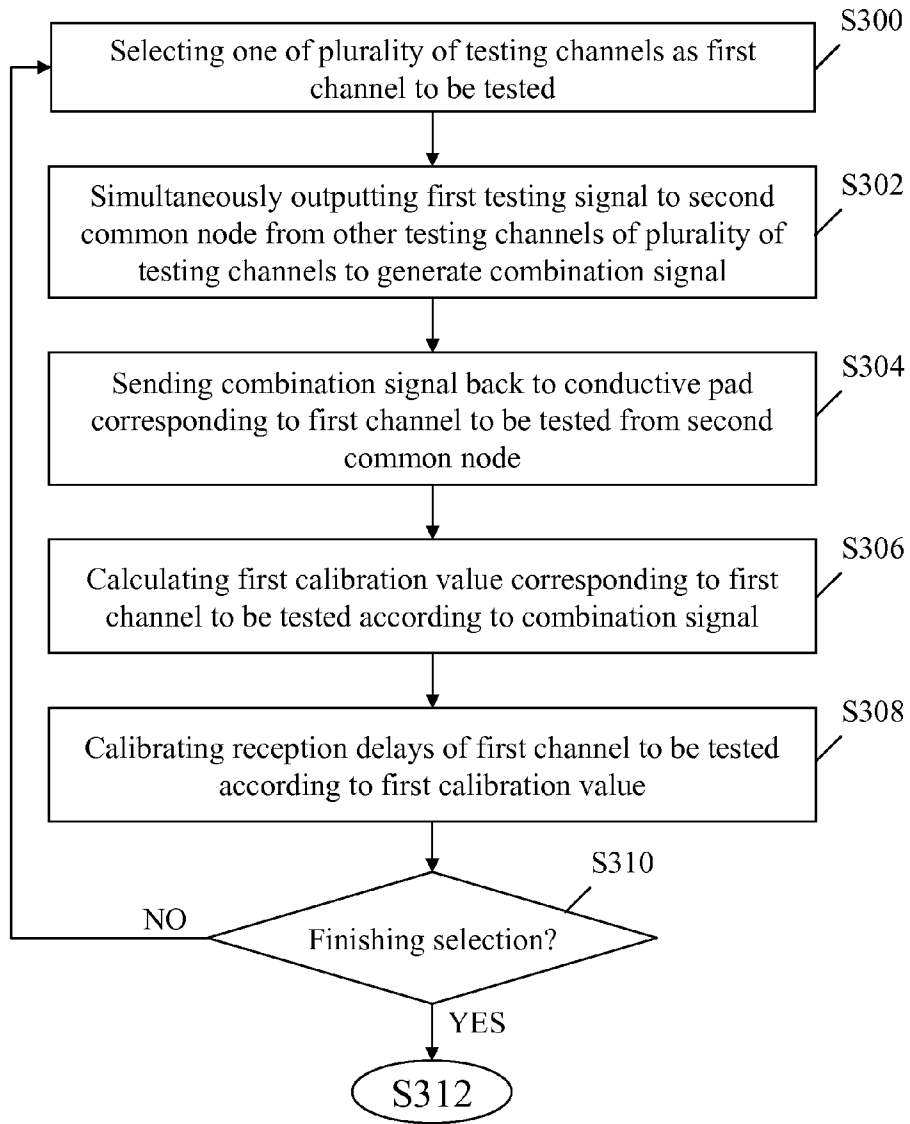 S300
Selecting one of plurality of testing channels as first
channel to be tested
S302
Simultaneously outputting first testing signal to second
common node from other testing channels of plurality of
testing channels to generate combination signal
S304
Sending combination signal back to conductive pad
corresponding to first channel to be tested from second
common node
S306
Calculating first calibration value corresponding to first
channel to be tested according to combination signal
S308
Calibrating reception delays of first channel to be tested
according to first calibration value
S310
NO
Finishing selection?
YES
S312